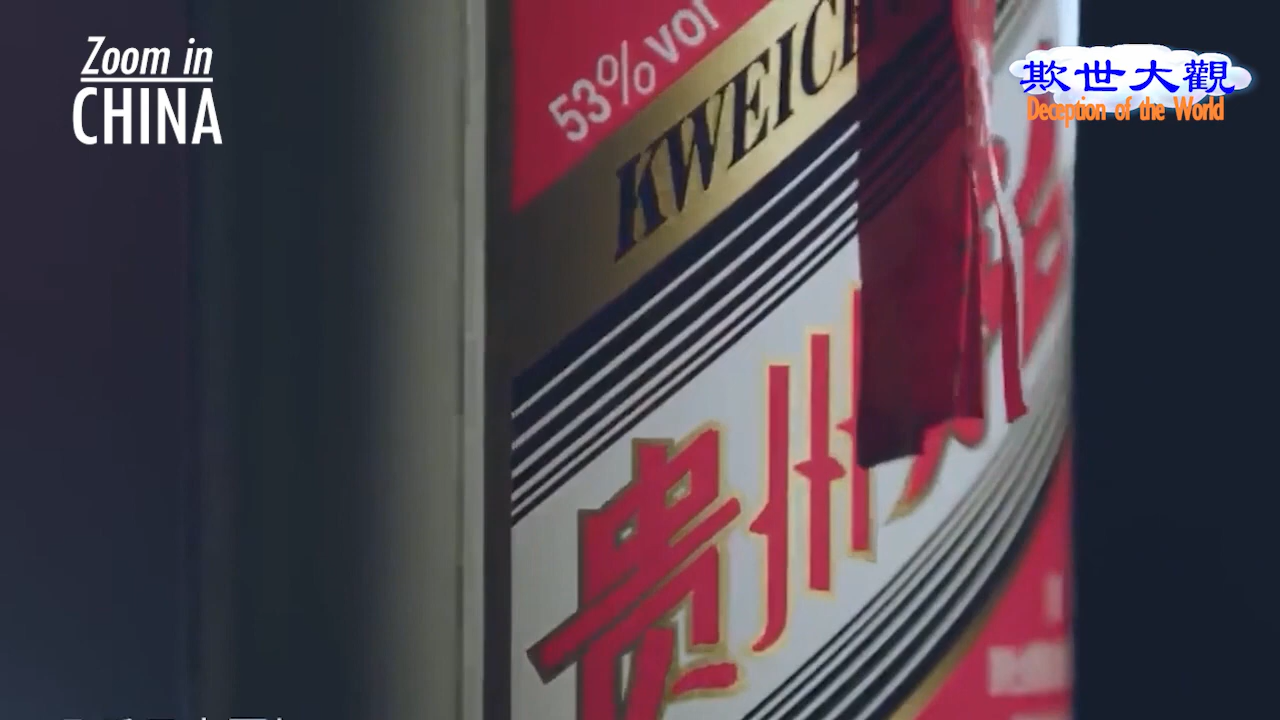 Zoom in
CHINA
欺世大觀
Deception of the World
53% vol
KWEIC
贵州